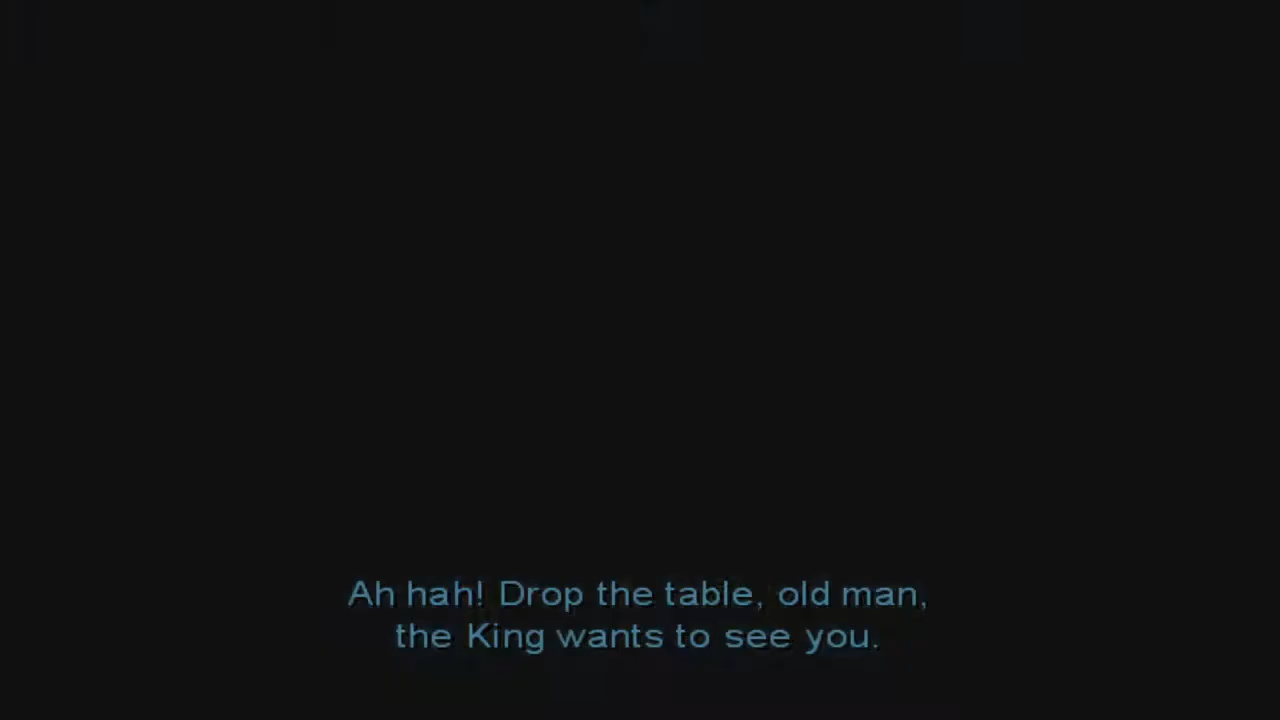 Ah hah! Drop the table, old man,
the King wants to see you.